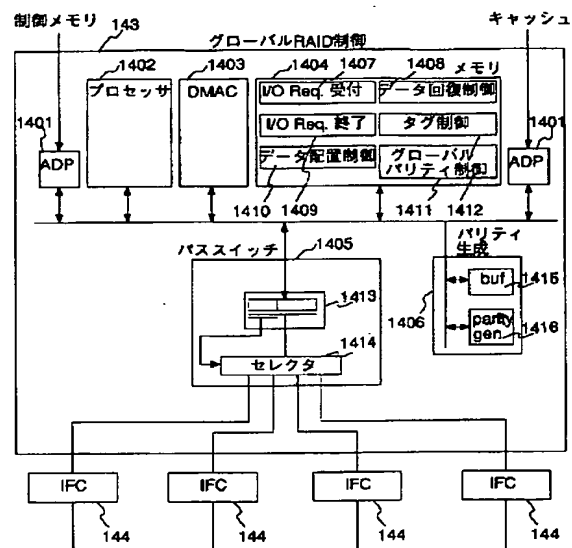 制御メモリ
キャッシュ
143
グローバルRAID制御
1402
1403
1404
1407
1408
メモリ
プロセッサ
DMAC
I/O Req. 受付
データ回復制御
1401
1401
I/O Req. 終了
タグ制御
ADP
ADP
データ配置制御
グローバル
パリティ制御
1410
1409
1411
1412
パススイッチ
1405
パリティ
生成
1413
buf
1415
1406
parity
gen
1416
1414
セレクタ
IFC
IFC
IFC
IFC
144
144
144
144